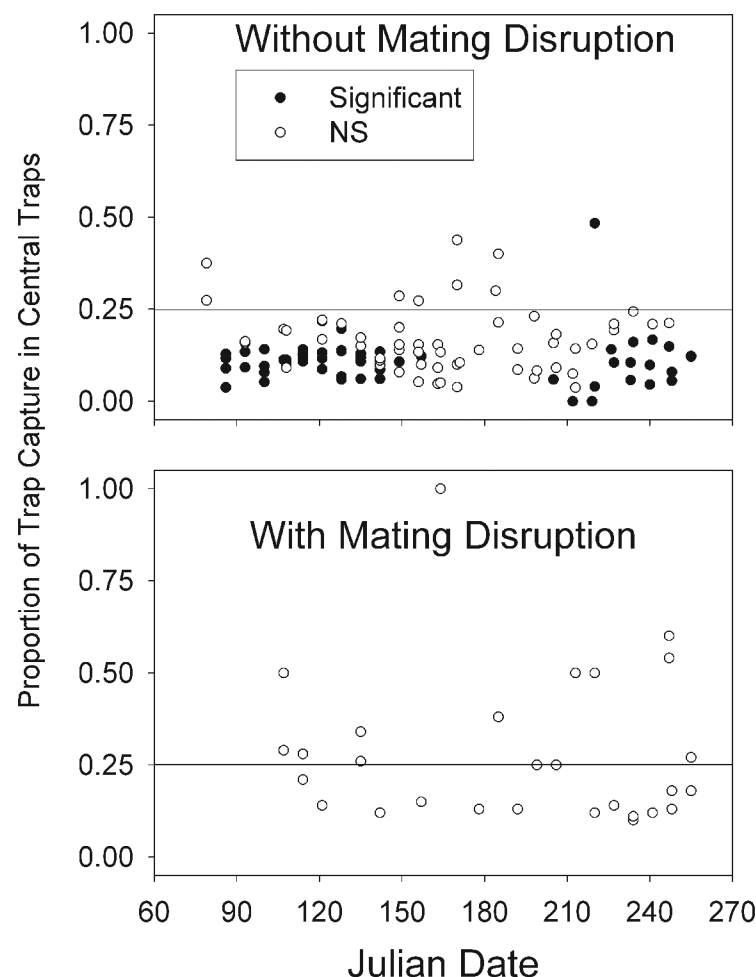 Proportion of Trap Capture in Central Traps
1.00
Without Mating Disruption
Significant
NS
0.75
0.50
0.25
0.00
1.00
With Mating Disruption
0.75
0.50
0.25
0.00
60 90 120 150 180 210 240 270
Julian Date